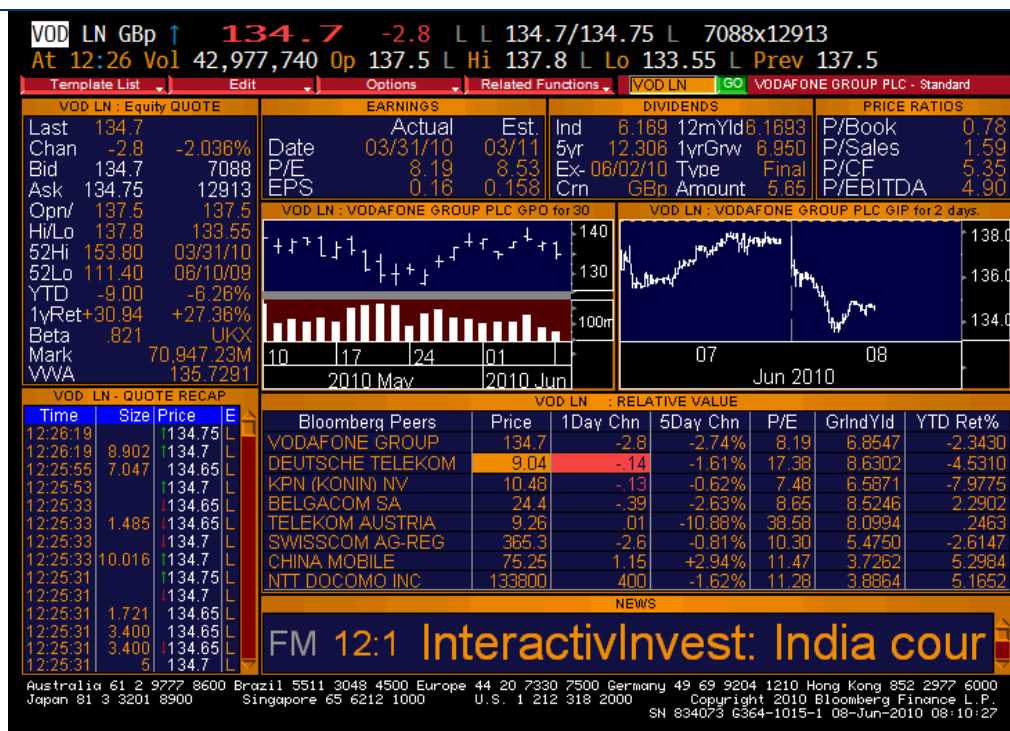 VOD LN GBp ↑ 134.7 -2.8 L L 134.7/134.75 L 7088x12913
At 12:26 Vol 42,977,740 Op 137.5 L Hi 137.8 L Lo 133.55 L Prev 137.5
Template List Edit Options Related Functions VOD LN GO VODAFONE GROUP PLC - Standard
VOD LN : Equity QUOTE
Last 134.7
Chan -2.8 -2.036%
Bid 134.7 7088
Ask 134.75 12913
Opn/ 137.5 137.5
Hi/Lo 137.8 133.55
52Hi 153.80 03/31/10
52Lo 111.40 06/10/09
YTD -9.00 -6.26%
1yRet+30.94 +27.36%
Beta .821 UKX
Mark 70,947.23M
VWA 135.7291
EARNINGS
Actual Est.
Date 03/31/10 03/11
P/E 8.19 8.53
EPS 0.16 0.158
DIVIDENDS
Ind 6.169 12mYld6.1693
5yr 12.306 1yrGrw 6.950
Ex- 06/02/10 Type Final
Crn GBp Amount 5.65
PRICE RATIOS
P/Book 0.78
P/Sales 1.59
P/CF 5.35
P/EBITDA 4.90
VOD LN : VODAFONE GROUP PLC GPO for 30
140
130
100m
10 17 24 01
2010 May 2010 Jun
VOD LN : VODAFONE GROUP PLC GIP for 2 days.
138.0
136.0
134.0
07 08
Jun 2010
VOD LN - QUOTE RECAP
Time Size Price E
12:26:19 ↑134.75 L
12:26:19 8.902 ↑134.7 L
12:25:55 7.047 134.65 L
12:25:53 ↑134.7 L
12:25:33 ↓134.65 L
12:25:33 1.485 ↓134.65 L
12:25:33 ↓134.7 L
12:25:33 10.016 ↑134.7 L
12:25:31 ↑134.75 L
12:25:31 ↓134.7 L
12:25:31 1.721 134.65 L
12:25:31 3.400 134.65 L
12:25:31 3.400 ↓134.65 L
12:25:31 5 134.7 L
VOD LN : RELATIVE VALUE
Bloomberg Peers Price 1Day Chn 5Day Chn P/E GrIndYld YTD Ret%
VODAFONE GROUP 134.7 -2.8 -2.74% 8.19 6.8547 -2.3430
DEUTSCHE TELEKOM 9.04 -.14 -1.61% 17.38 8.6302 -4.5310
KPN (KONIN) NV 10.48 -.13 -0.62% 7.48 6.5871 -7.9775
BELGACOM SA 24.4 -.39 -2.63% 8.65 8.5246 2.2902
TELEKOM AUSTRIA 9.26 .01 -10.88% 38.58 8.0994 .2463
SWISSCOM AG-REG 365.3 -2.6 -0.81% 10.30 5.4750 -2.6147
CHINA MOBILE 75.25 1.15 +2.94% 11.47 3.7262 5.2984
NTT DOCOMO INC 133800 400 -1.62% 11.28 3.8864 5.1652
NEWS
FM 12:1 InteractivInvest: India cour
Australia 61 2 9777 8600 Brazil 5511 3048 4500 Europe 44 20 7330 7500 Germany 49 69 9204 1210 Hong Kong 852 2977 6000
Japan 81 3 3201 8900 Singapore 65 6212 1000 U.S. 1 212 318 2000 Copyright 2010 Bloomberg Finance L.P.
SN 834073 G364-1015-1 08-Jun-2010 08:10:27